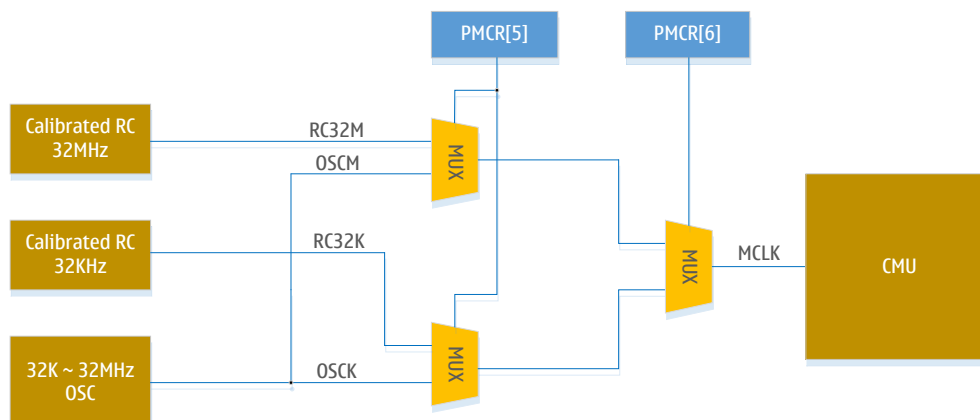 PMCR[5]
PMCR[6]
Calibrated RC
32MHz
RC32M
OSCM
MUX
Calibrated RC
32KHz
RC32K
MUX
MCLK
CMU
32K ~ 32MHz
OSC
OSCK
MUX